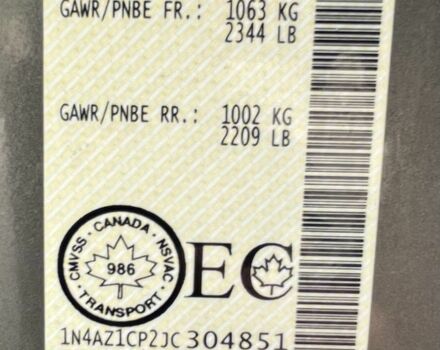 GAWR/PNBE FR.: 1063 KG
2344 LB
GAWR/PNBE RR.: 1002 KG
2209 LB
CMVSS · CANADA · NSVAC
986
· TRANSPORT ·
EC
1N4AZ1CP2JC304851